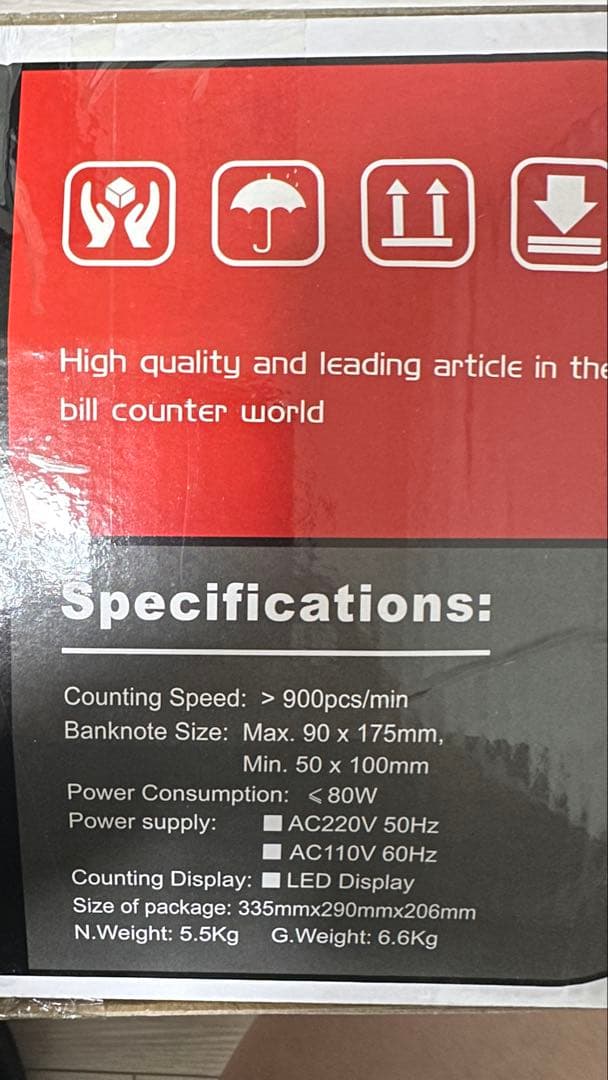 High quality and leading article in the
bill counter world
Specifications:
Counting Speed: > 900pcs/min
Banknote Size: Max. 90 x 175mm,
Min. 50 x 100mm
Power Consumption: ⩽80W
Power supply: ■ AC220V 50Hz
■ AC110V 60Hz
Counting Display: ■ LED Display
Size of package: 335mmx290mmx206mm
N.Weight: 5.5Kg G.Weight: 6.6Kg